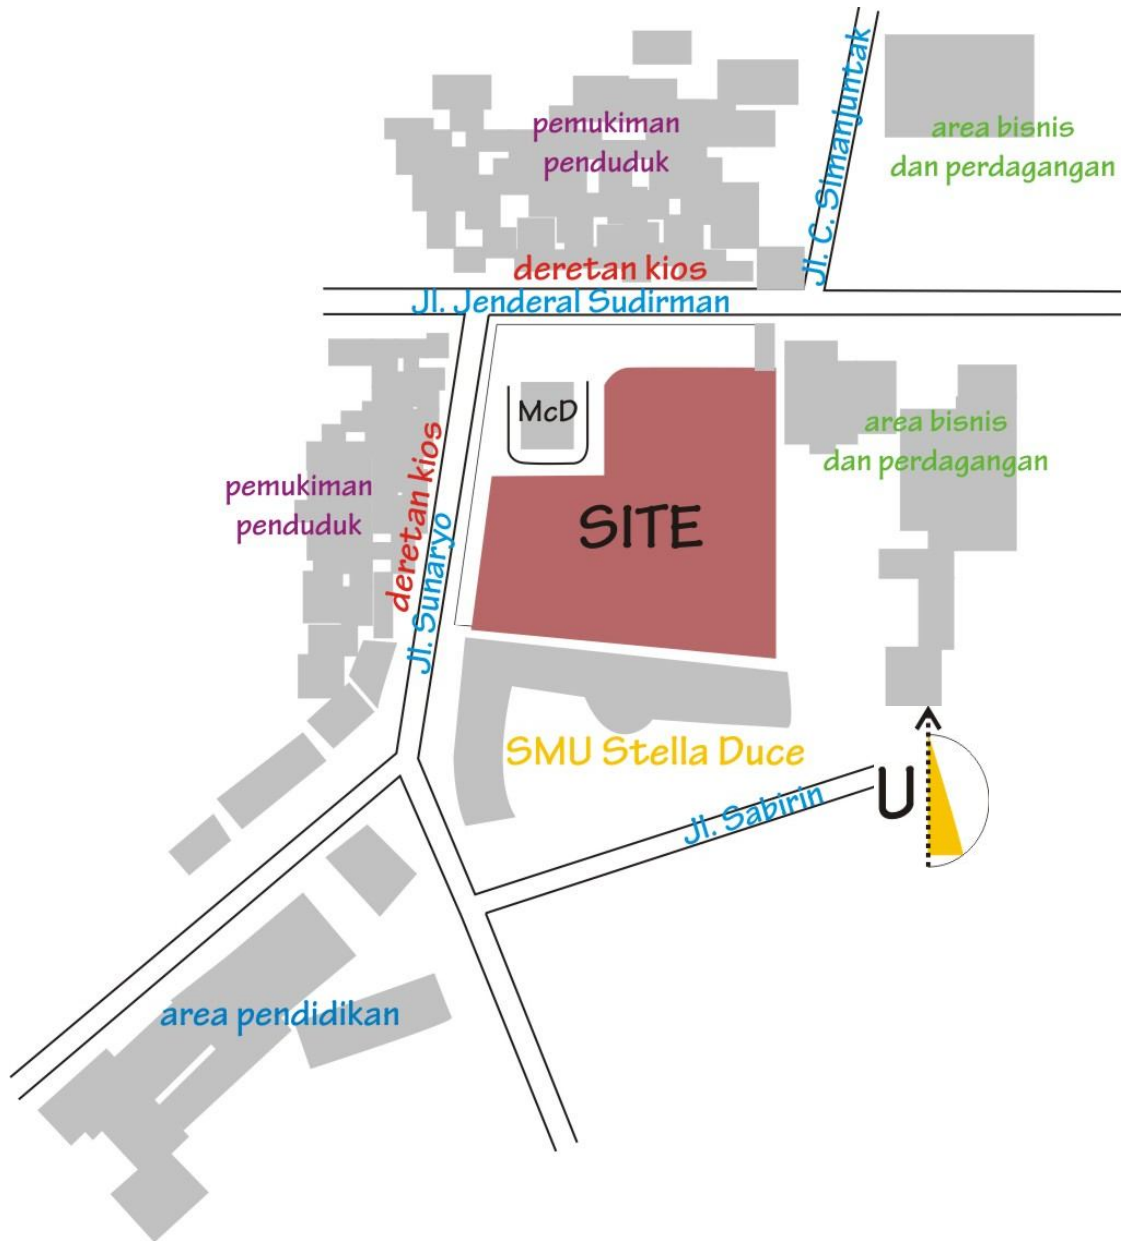 pemukiman
penduduk
Jl. C. Simanjuntak
area bisnis
dan perdagangan
deretan kios
Jl. Jenderal Sudirman
McD
area bisnis
dan perdagangan
deretan kios
pemukiman
penduduk
SITE
Jl. Sunaryo
SMU Stella Duce
U
Jl. Sabirin
area pendidikan